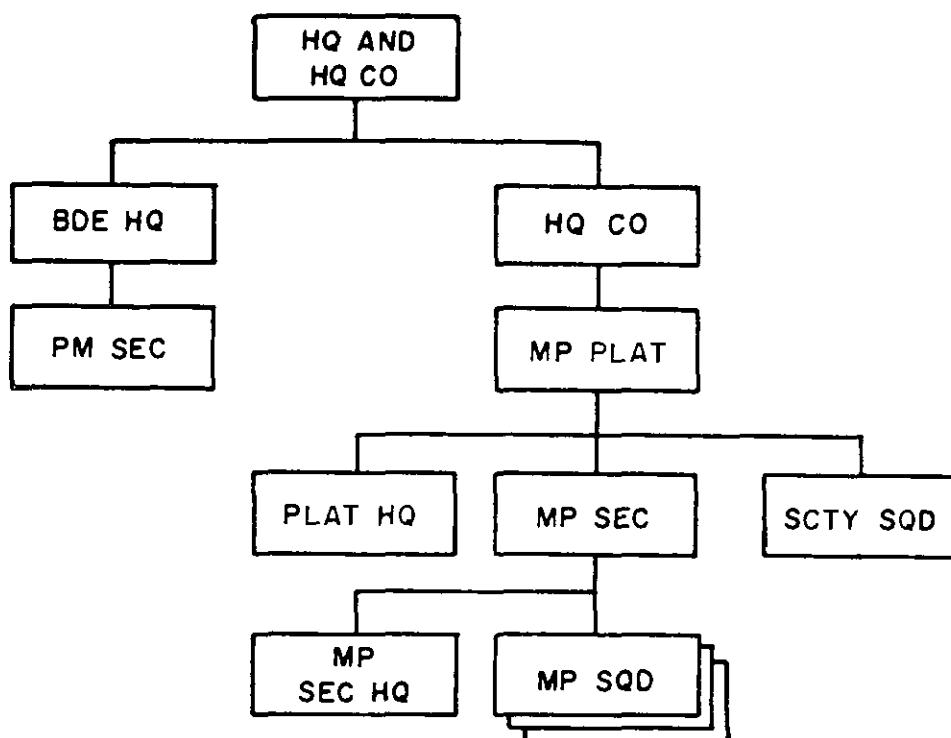 HQ AND
HQ CO
BDE HQ
HQ CO
PM SEC
MP PLAT
PLAT HQ
MP SEC
SCTY SQD
MP
SEC HQ
MP SQD